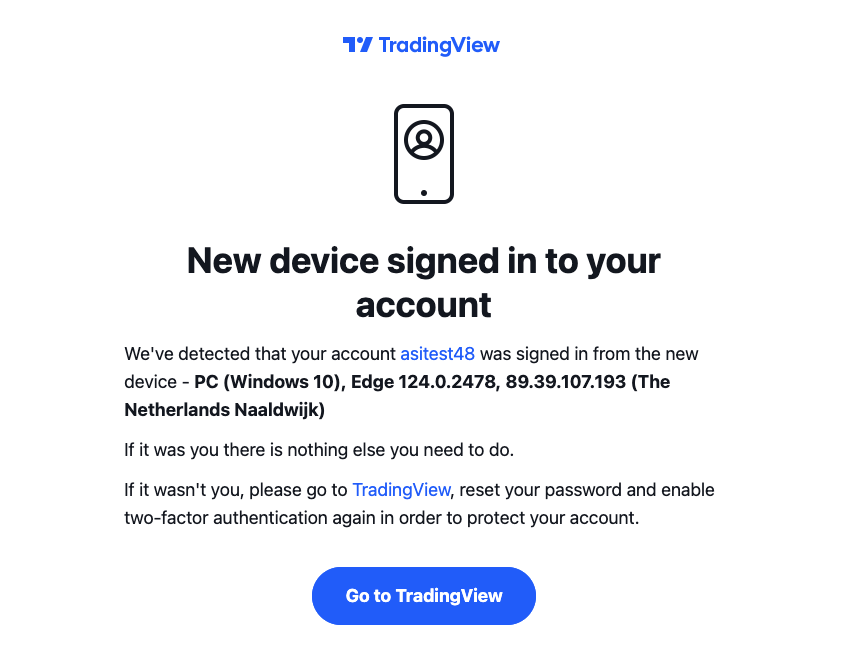 TradingView
New device signed in to your
account
We've detected that your account asitest48 was signed in from the new
device - PC (Windows 10), Edge 124.0.2478, 89.39.107.193 (The
Netherlands Naaldwijk)
If it was you there is nothing else you need to do.
If it wasn't you, please go to TradingView, reset your password and enable
two-factor authentication again in order to protect your account.
Go to TradingView